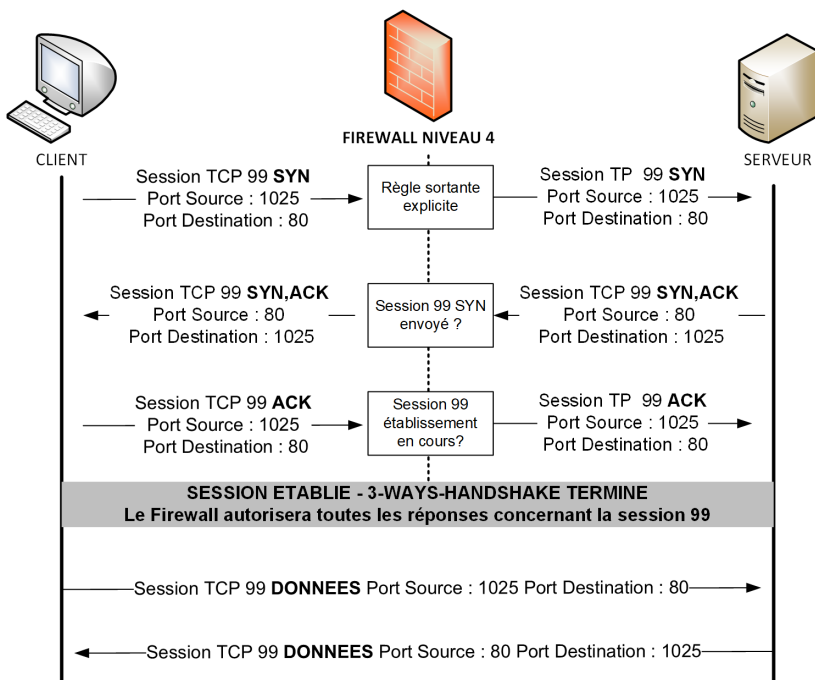 FIREWALL NIVEAU 4
CLIENT
SERVEUR
Session TCP 99 SYN
Port Source : 1025
Port Destination : 80
Règle sortante
explicite
Session TP 99 SYN
Port Source : 1025
Port Destination : 80
Session TCP 99 SYN,ACK
Port Source : 80
Port Destination : 1025
Session 99 SYN
envoyé ?
Session TCP 99 SYN,ACK
Port Source : 80
Port Destination : 1025
Session TCP 99 ACK
Port Source : 1025
Port Destination : 80
Session 99
établissement
en cours?
Session TP 99 ACK
Port Source : 1025
Port Destination : 80
SESSION ETABLIE - 3-WAYS-HANDSHAKE TERMINE
Le Firewall autorisera toutes les réponses concernant la session 99
Session TCP 99 DONNEES Port Source : 1025 Port Destination : 80
Session TCP 99 DONNEES Port Source : 80 Port Destination : 1025